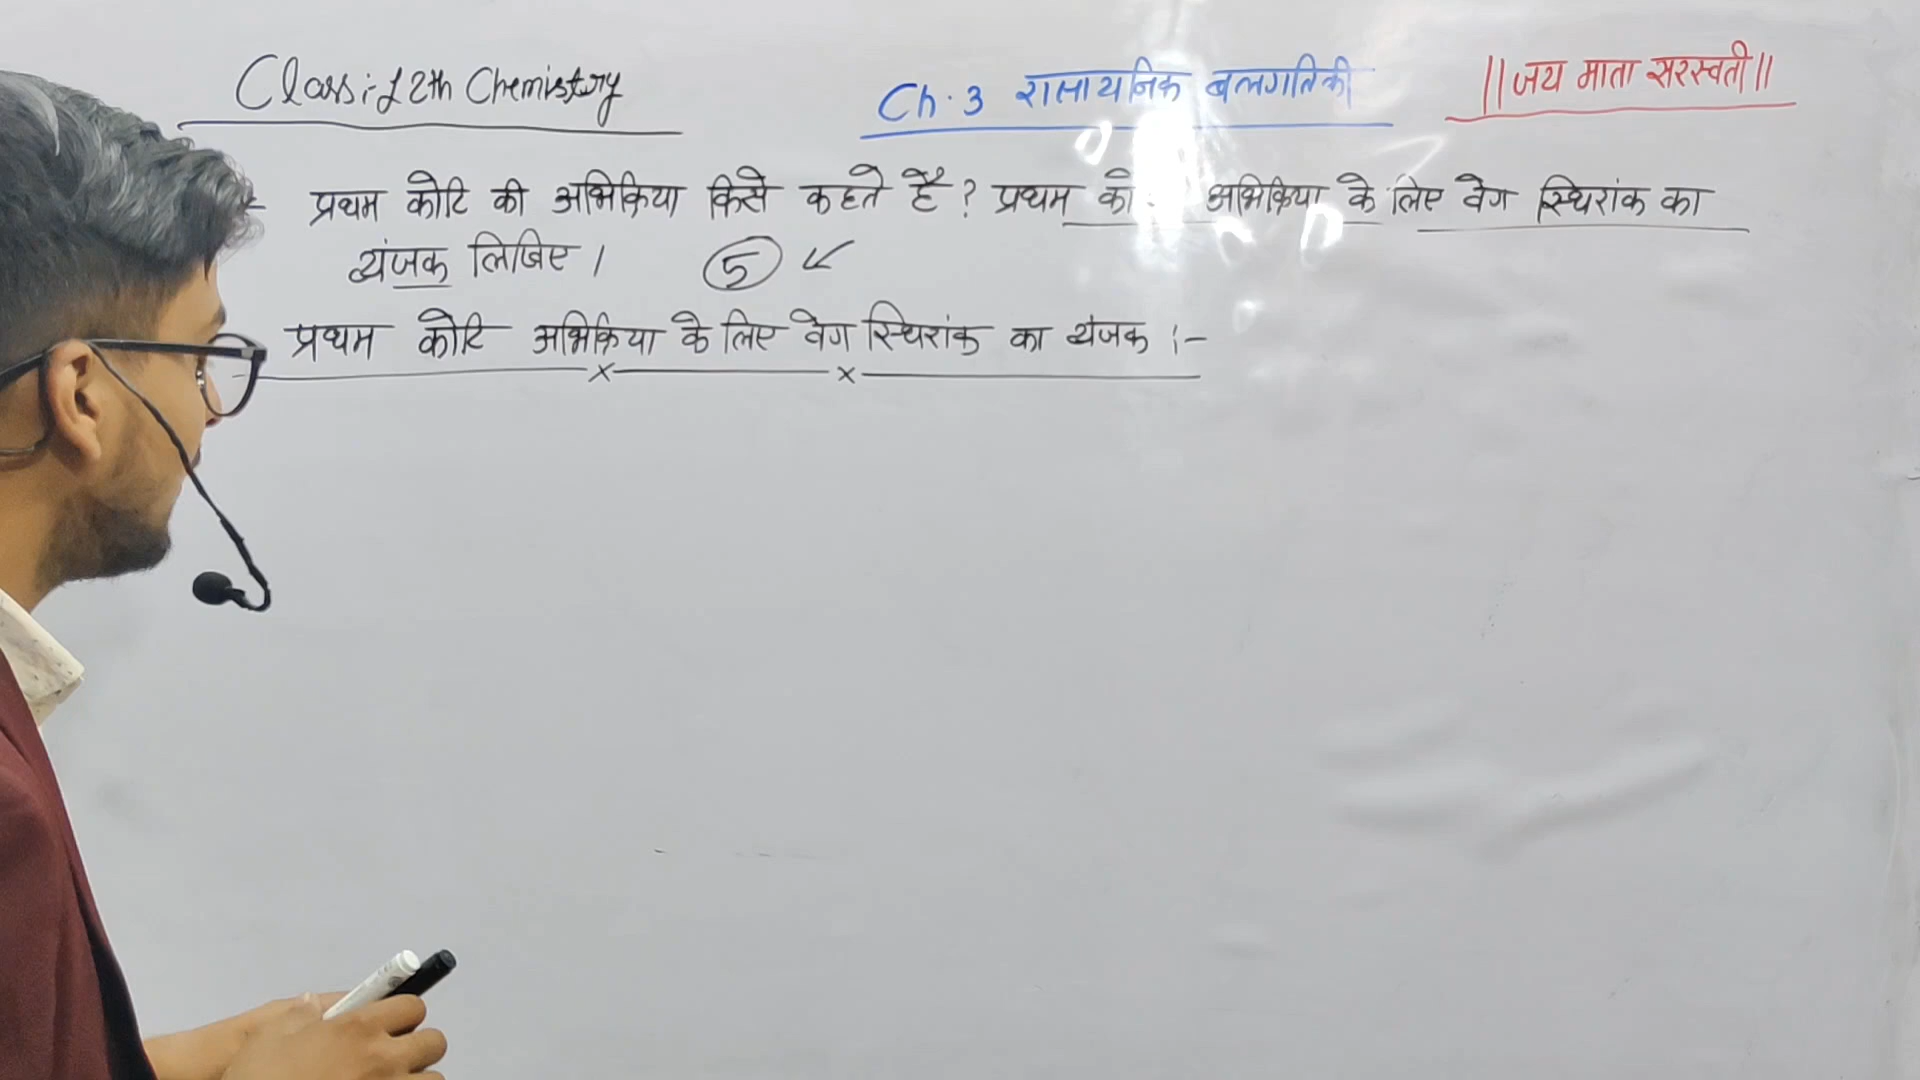 Class:- 12th Chemistry
Ch. 3 रासायनिक बलगतिकी
||जय माता सरस्वती||
प्रथम कोटि की अभिक्रिया किसे कहते है? प्रथम को अभिक्रिया के लिए वेग स्थिरांक का
व्यंजक लिखिए। 5
प्रथम कोटि अभिक्रिया के लिए वेग स्थिरांक का व्यंजक :-